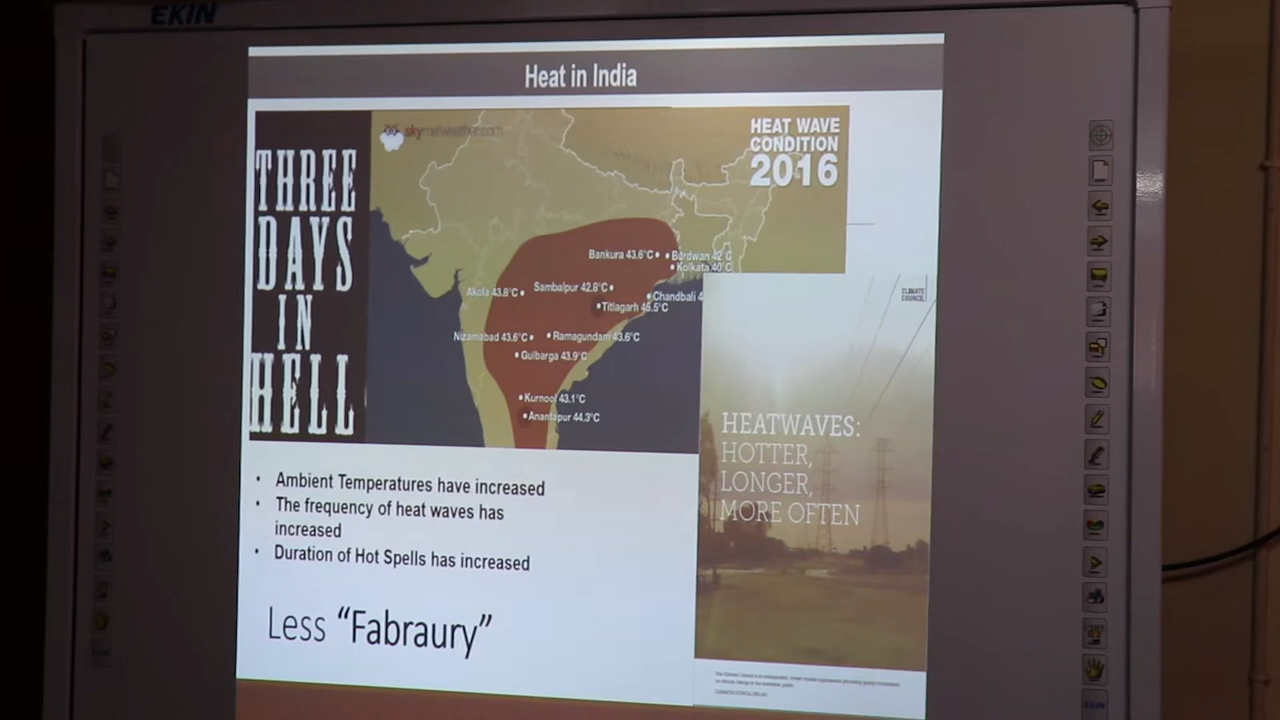 EKIN
Heat in India
THREE
DAYS
IN
HELL
skymetweather.com
HEAT WAVE
CONDITION
2016
Bankura 43.6°C
Burdwan 42°C
Kolkata 40°C
Akola 43.8°C
Sambalpur 42.8°C
Chandbali 4
Titlagarh 45.5°C
Nizamabad 43.6°C
Ramagundam 43.6°C
Gulbarga 43.9°C
Kurnool 43.1°C
Anantapur 44.3°C
CLIMATE
COUNCIL
HEATWAVES:
HOTTER,
LONGER,
MORE OFTEN
• Ambient Temperatures have increased
• The frequency of heat waves has
increased
• Duration of Hot Spells has increased
Less “Fabraury”
EKIN